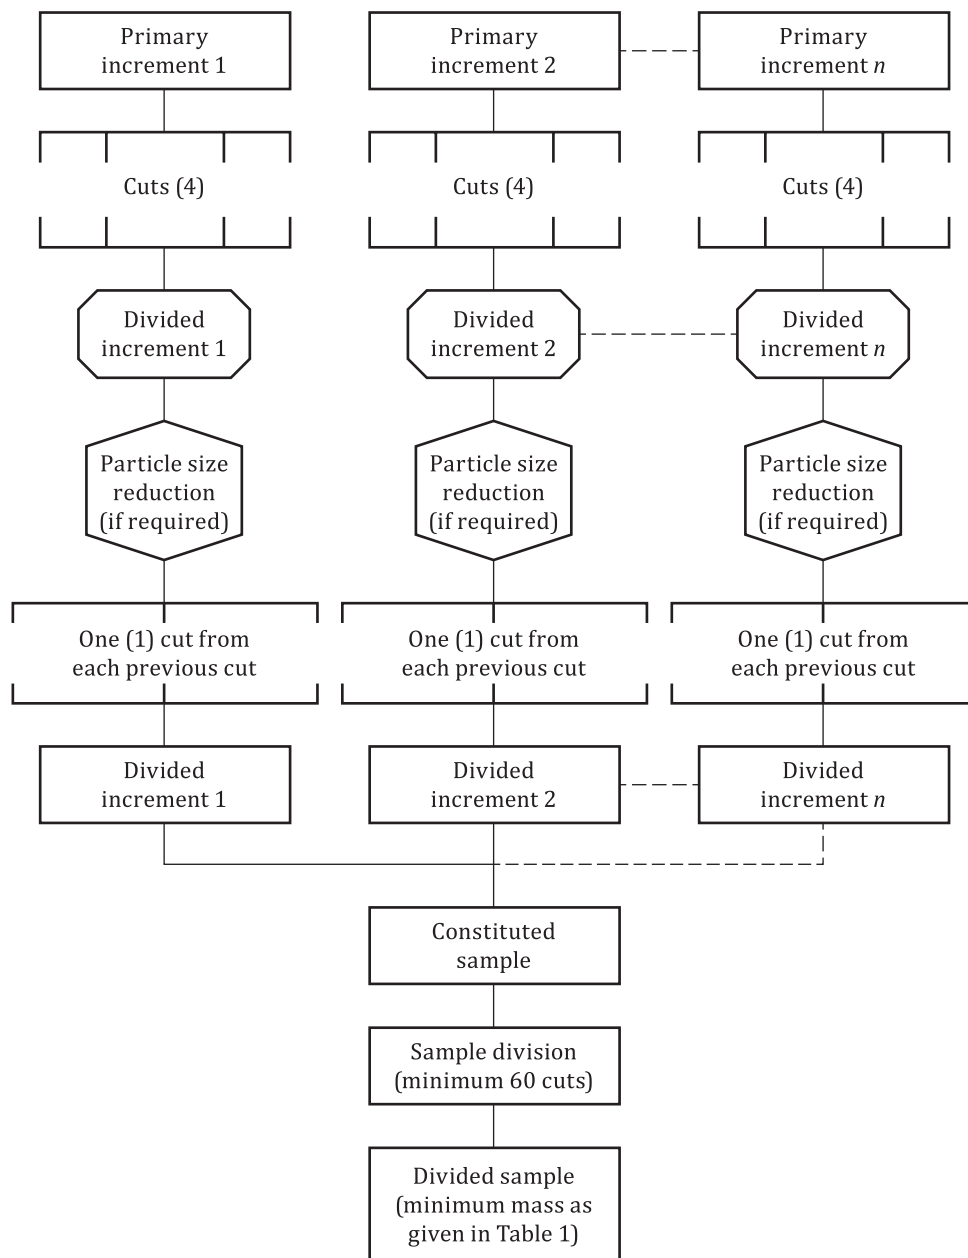 Primary
increment 1
Primary
increment 2
Primary
increment n
Cuts (4)
Cuts (4)
Cuts (4)
Divided
increment 1
Divided
increment 2
Divided
increment n
Particle size
reduction
(if required)
Particle size
reduction
(if required)
Particle size
reduction
(if required)
One (1) cut from
each previous cut
One (1) cut from
each previous cut
One (1) cut from
each previous cut
Divided
increment 1
Divided
increment 2
Divided
increment n
Constituted
sample
Sample division
(minimum 60 cuts)
Divided sample
(minimum mass as
given in Table 1)